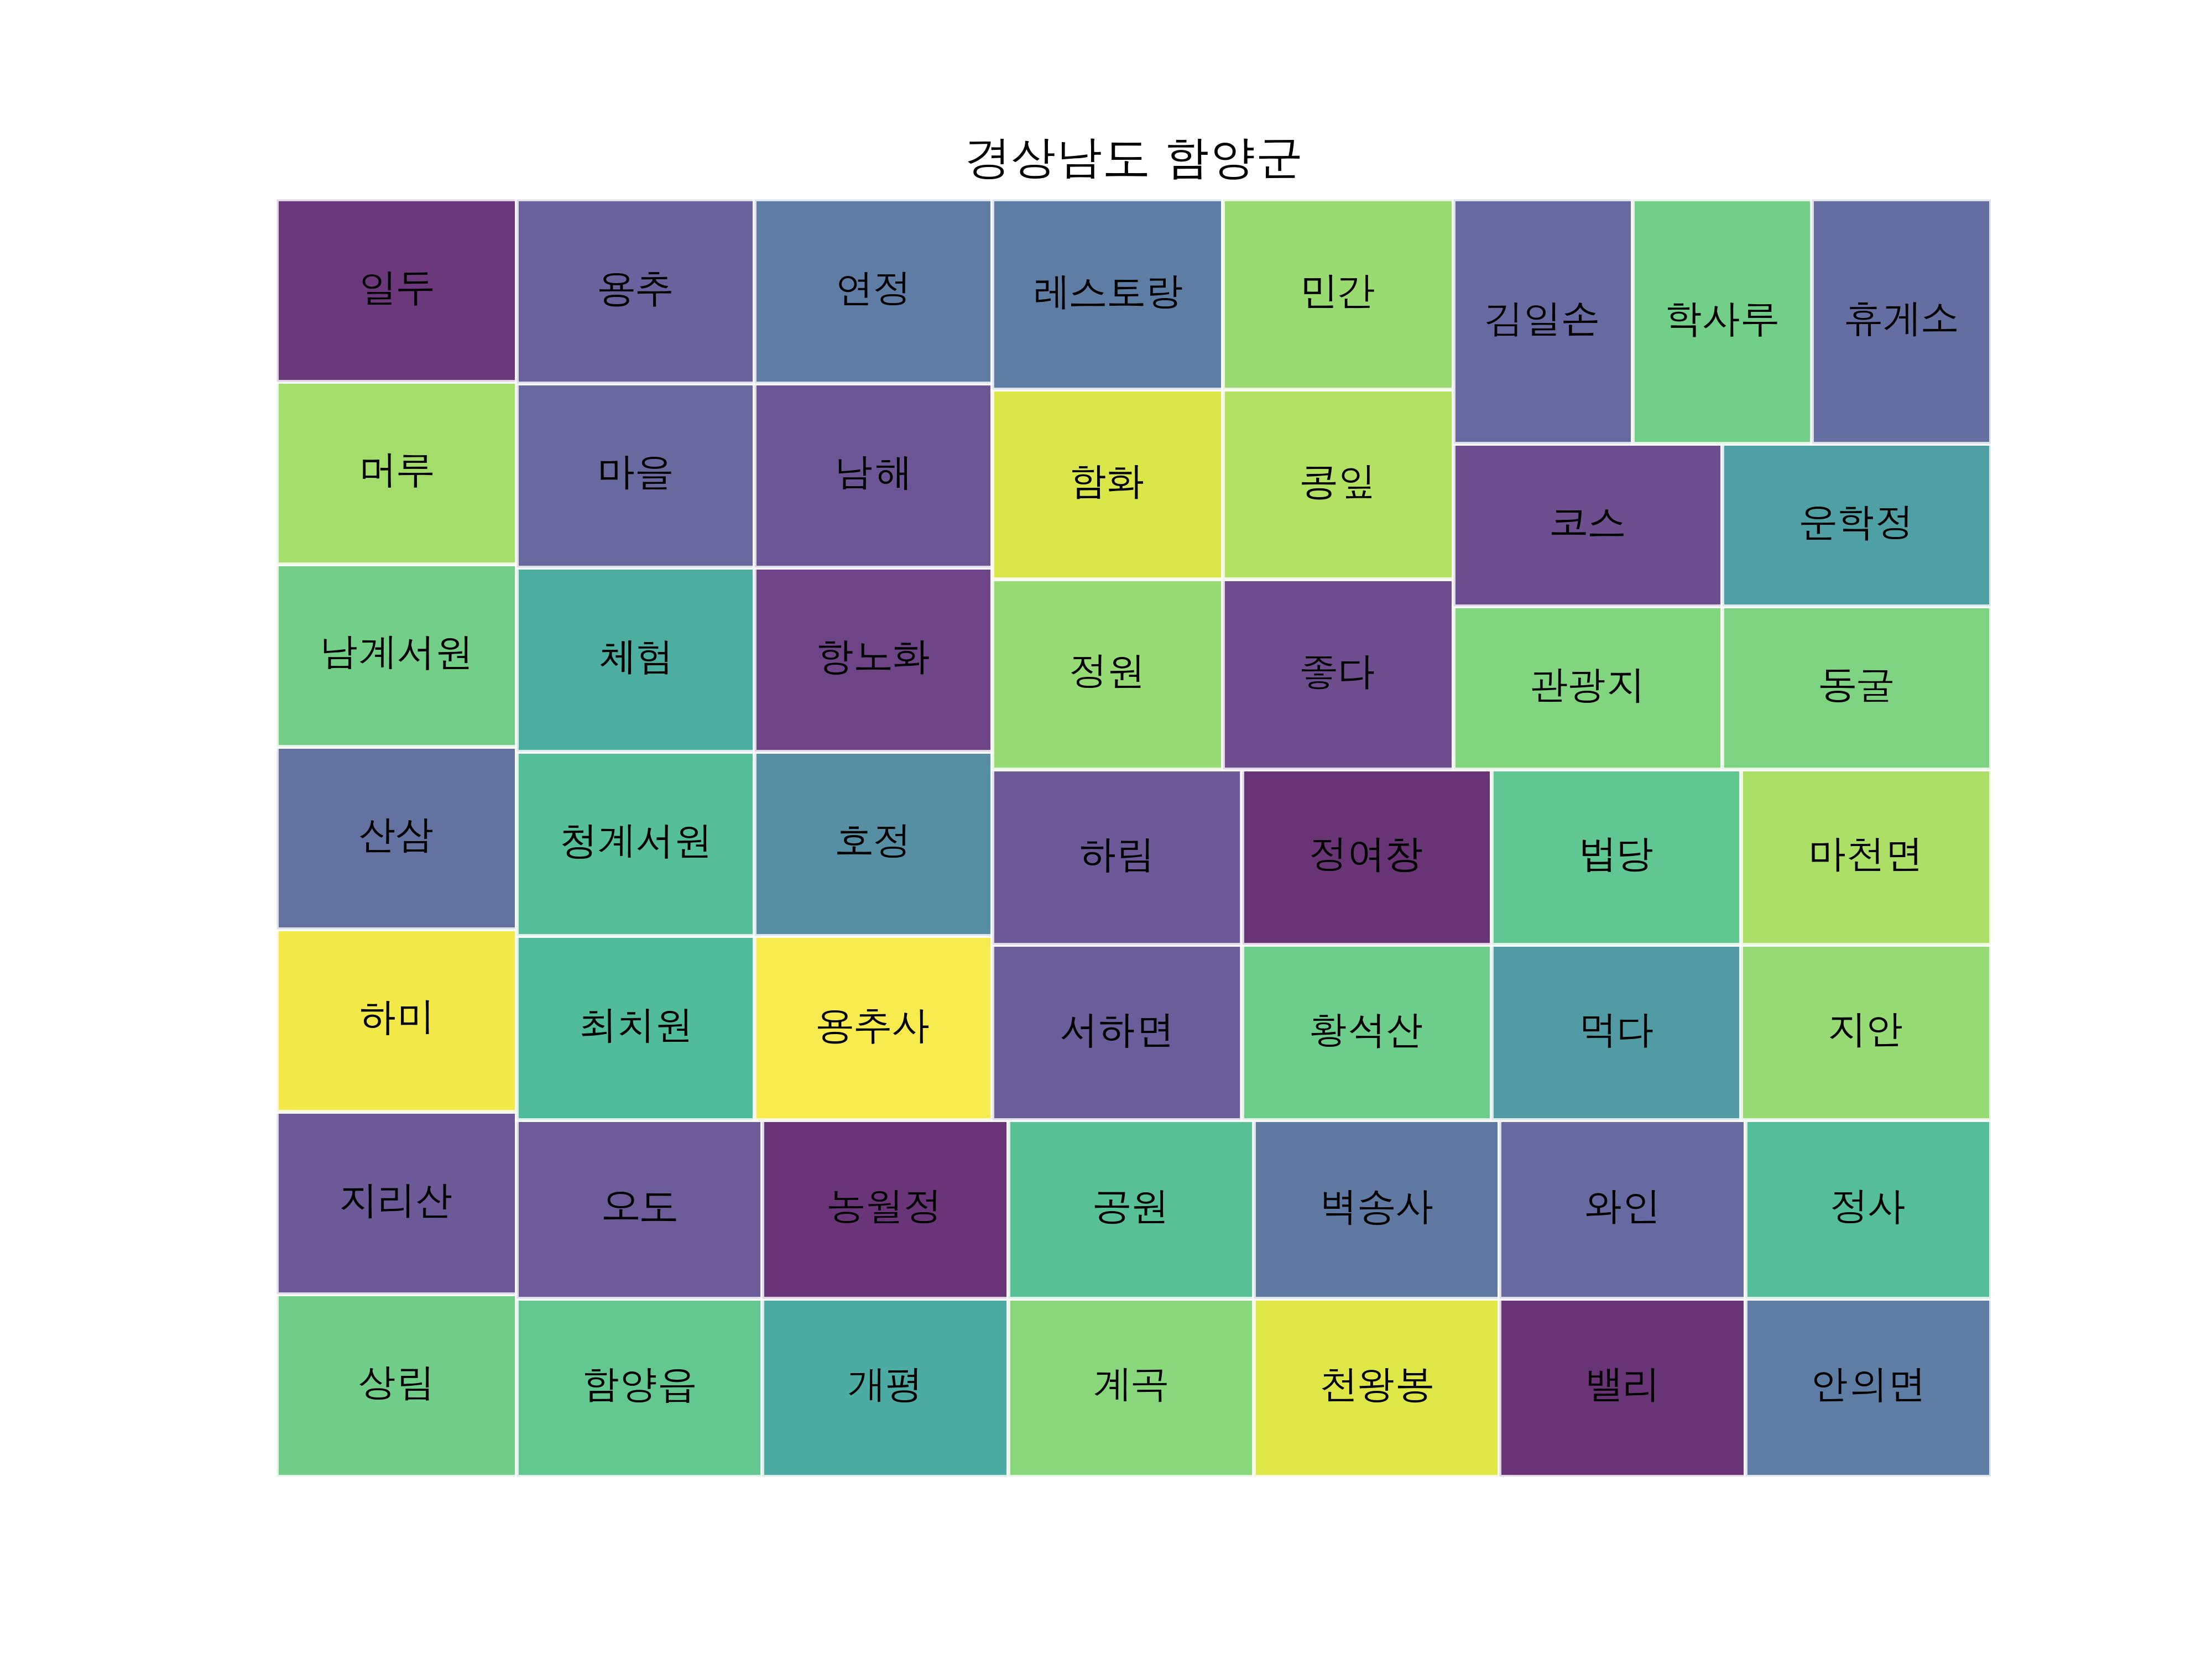 경상남도 함양군
일두
용추
연정
레스토랑
민간
김일손
학사루
휴게소
머루
마을
남해
함화
콩잎
코스
운학정
남계서원
체험
항노화
정원
좋다
관광지
동굴
산삼
청계서원
호정
하림
정여창
법당
마천면
하미
최치원
용추사
서하면
황석산
먹다
지안
지리산
오도
농월정
공원
벽송사
와인
정사
상림
함양읍
개평
계곡
천왕봉
밸리
안의면